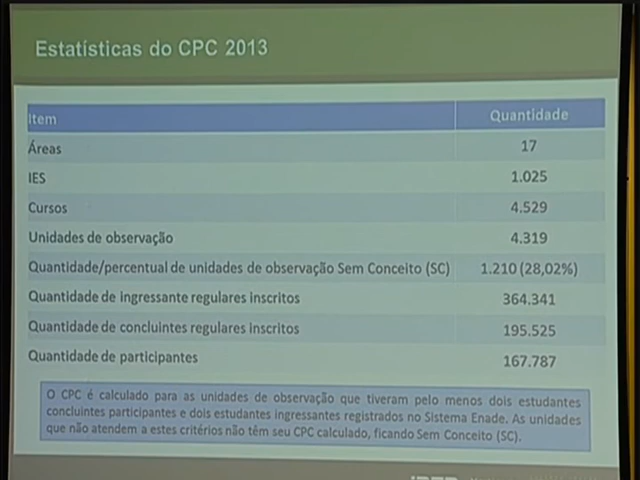 Estatísticas do CPC 2013
Item Quantidade
Áreas 17
IES 1.025
Cursos 4.529
Unidades de observação 4.319
Quantidade/percentual de unidades de observação Sem Conceito (SC) 1.210 (28,02%)
Quantidade de ingressante regulares inscritos 364.341
Quantidade de concluintes regulares inscritos 195.525
Quantidade de participantes 167.787
O CPC é calculado para as unidades de observação que tiveram pelo menos dois estudantes
concluintes participantes e dois estudantes ingressantes registrados no Sistema Enade. As unidades
que não atendem a estes critérios não têm seu CPC calculado, ficando Sem Conceito (SC).